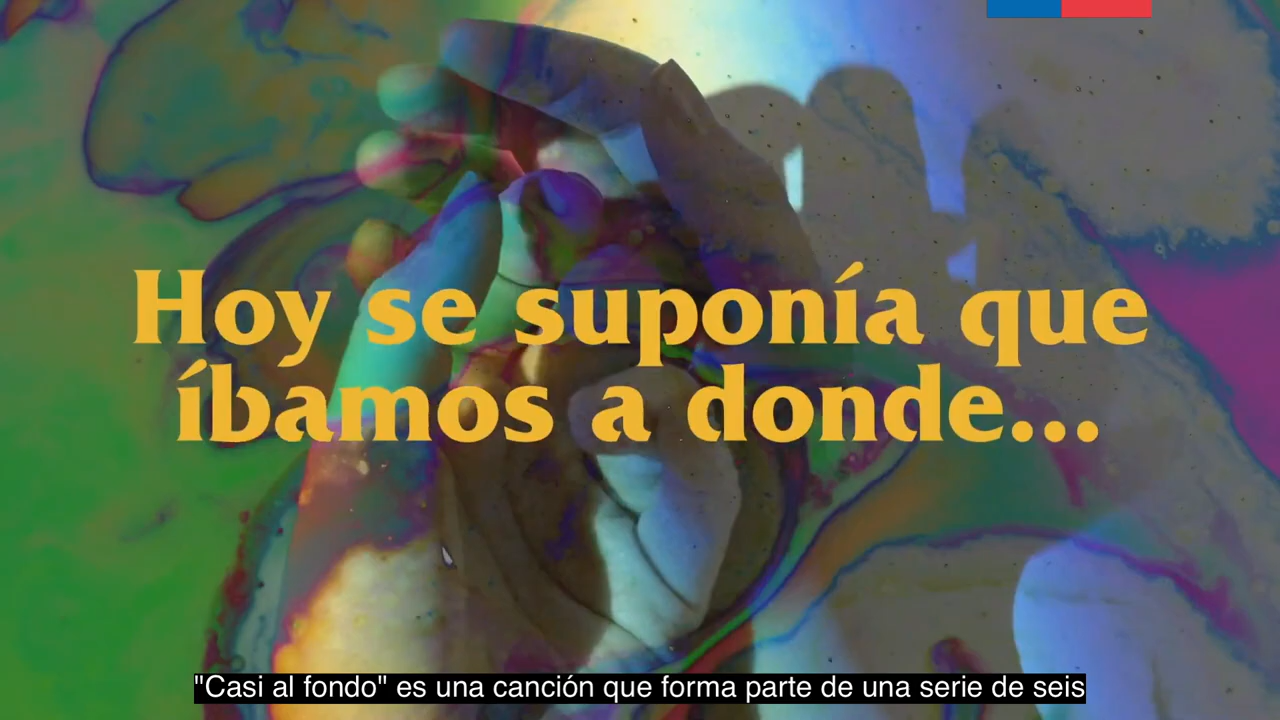 Hoy se suponía que
íbamos a donde...
"Casi al fondo" es una canción que forma parte de una serie de seis